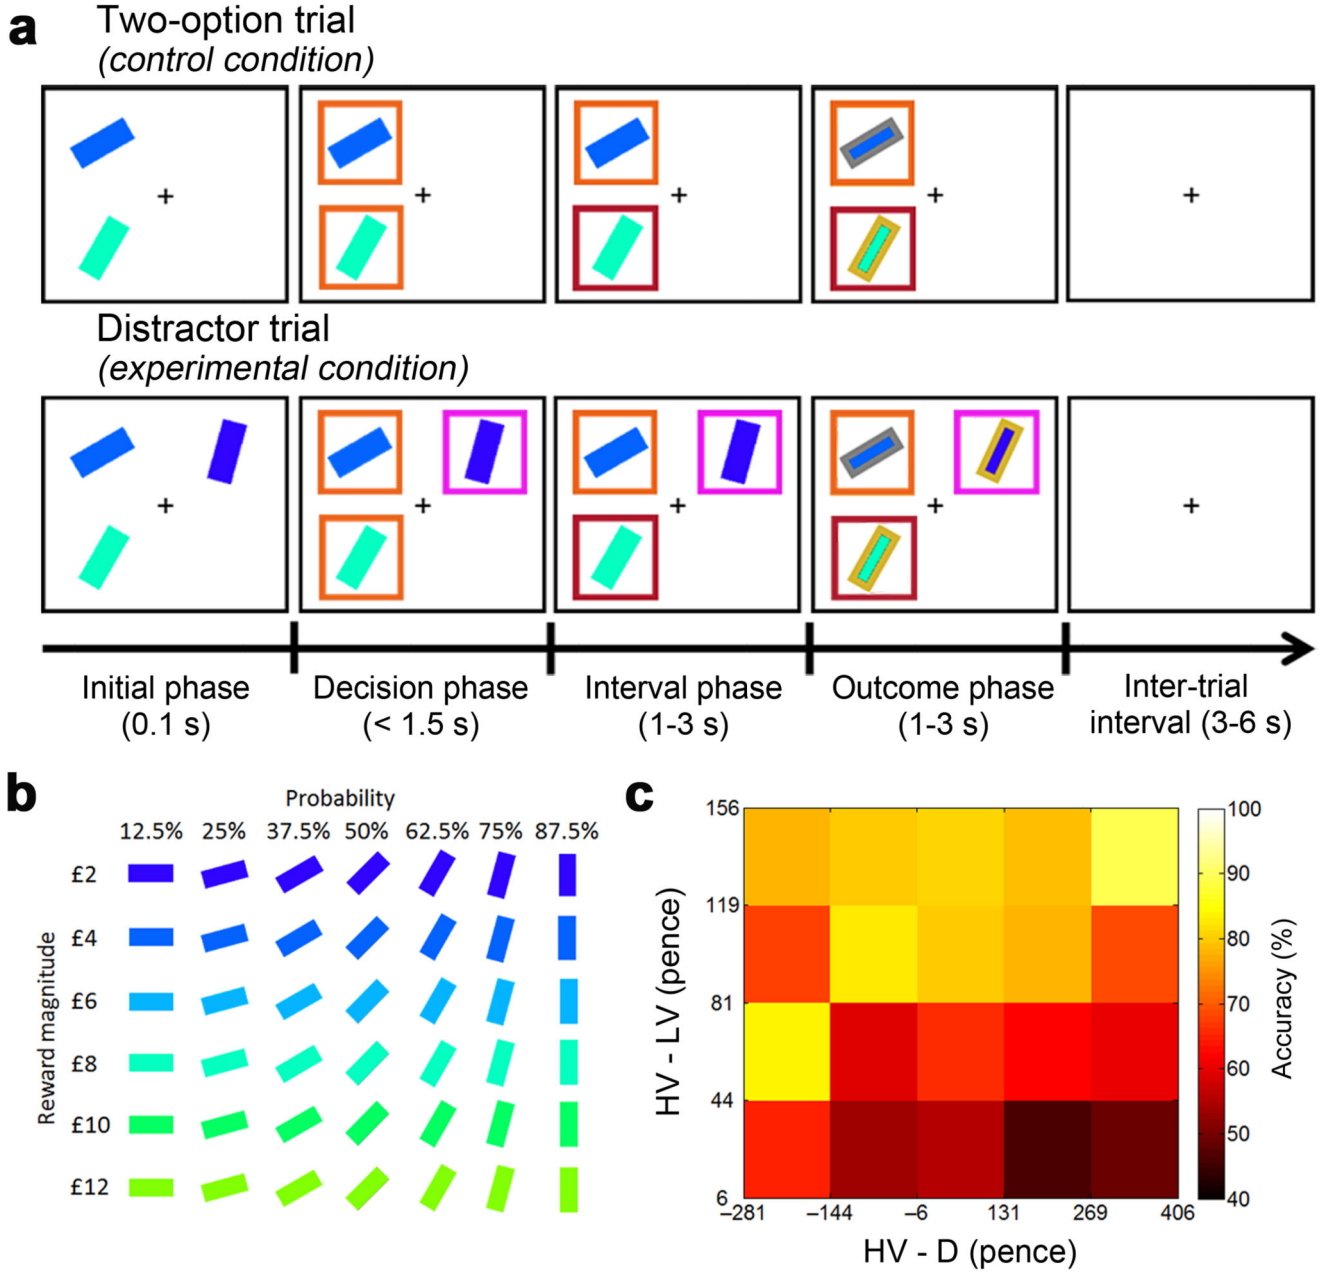 a
Two-option trial
(control condition)
+
+
+
+
+
Distractor trial
(experimental condition)
+
+
+
+
+
Initial phase
(0.1 s)
Decision phase
(< 1.5 s)
Interval phase
(1-3 s)
Outcome phase
(1-3 s)
Inter-trial
interval (3-6 s)
b
Probability
12.5% 25% 37.5% 50% 62.5% 75% 87.5%
Reward magnitude
£2
£4
£6
£8
£10
£12
c
HV - LV (pence)
156
119
81
44
6
−281 −144 −6 131 269 406
HV - D (pence)
100
90
80
70
60
50
40
Accuracy (%)